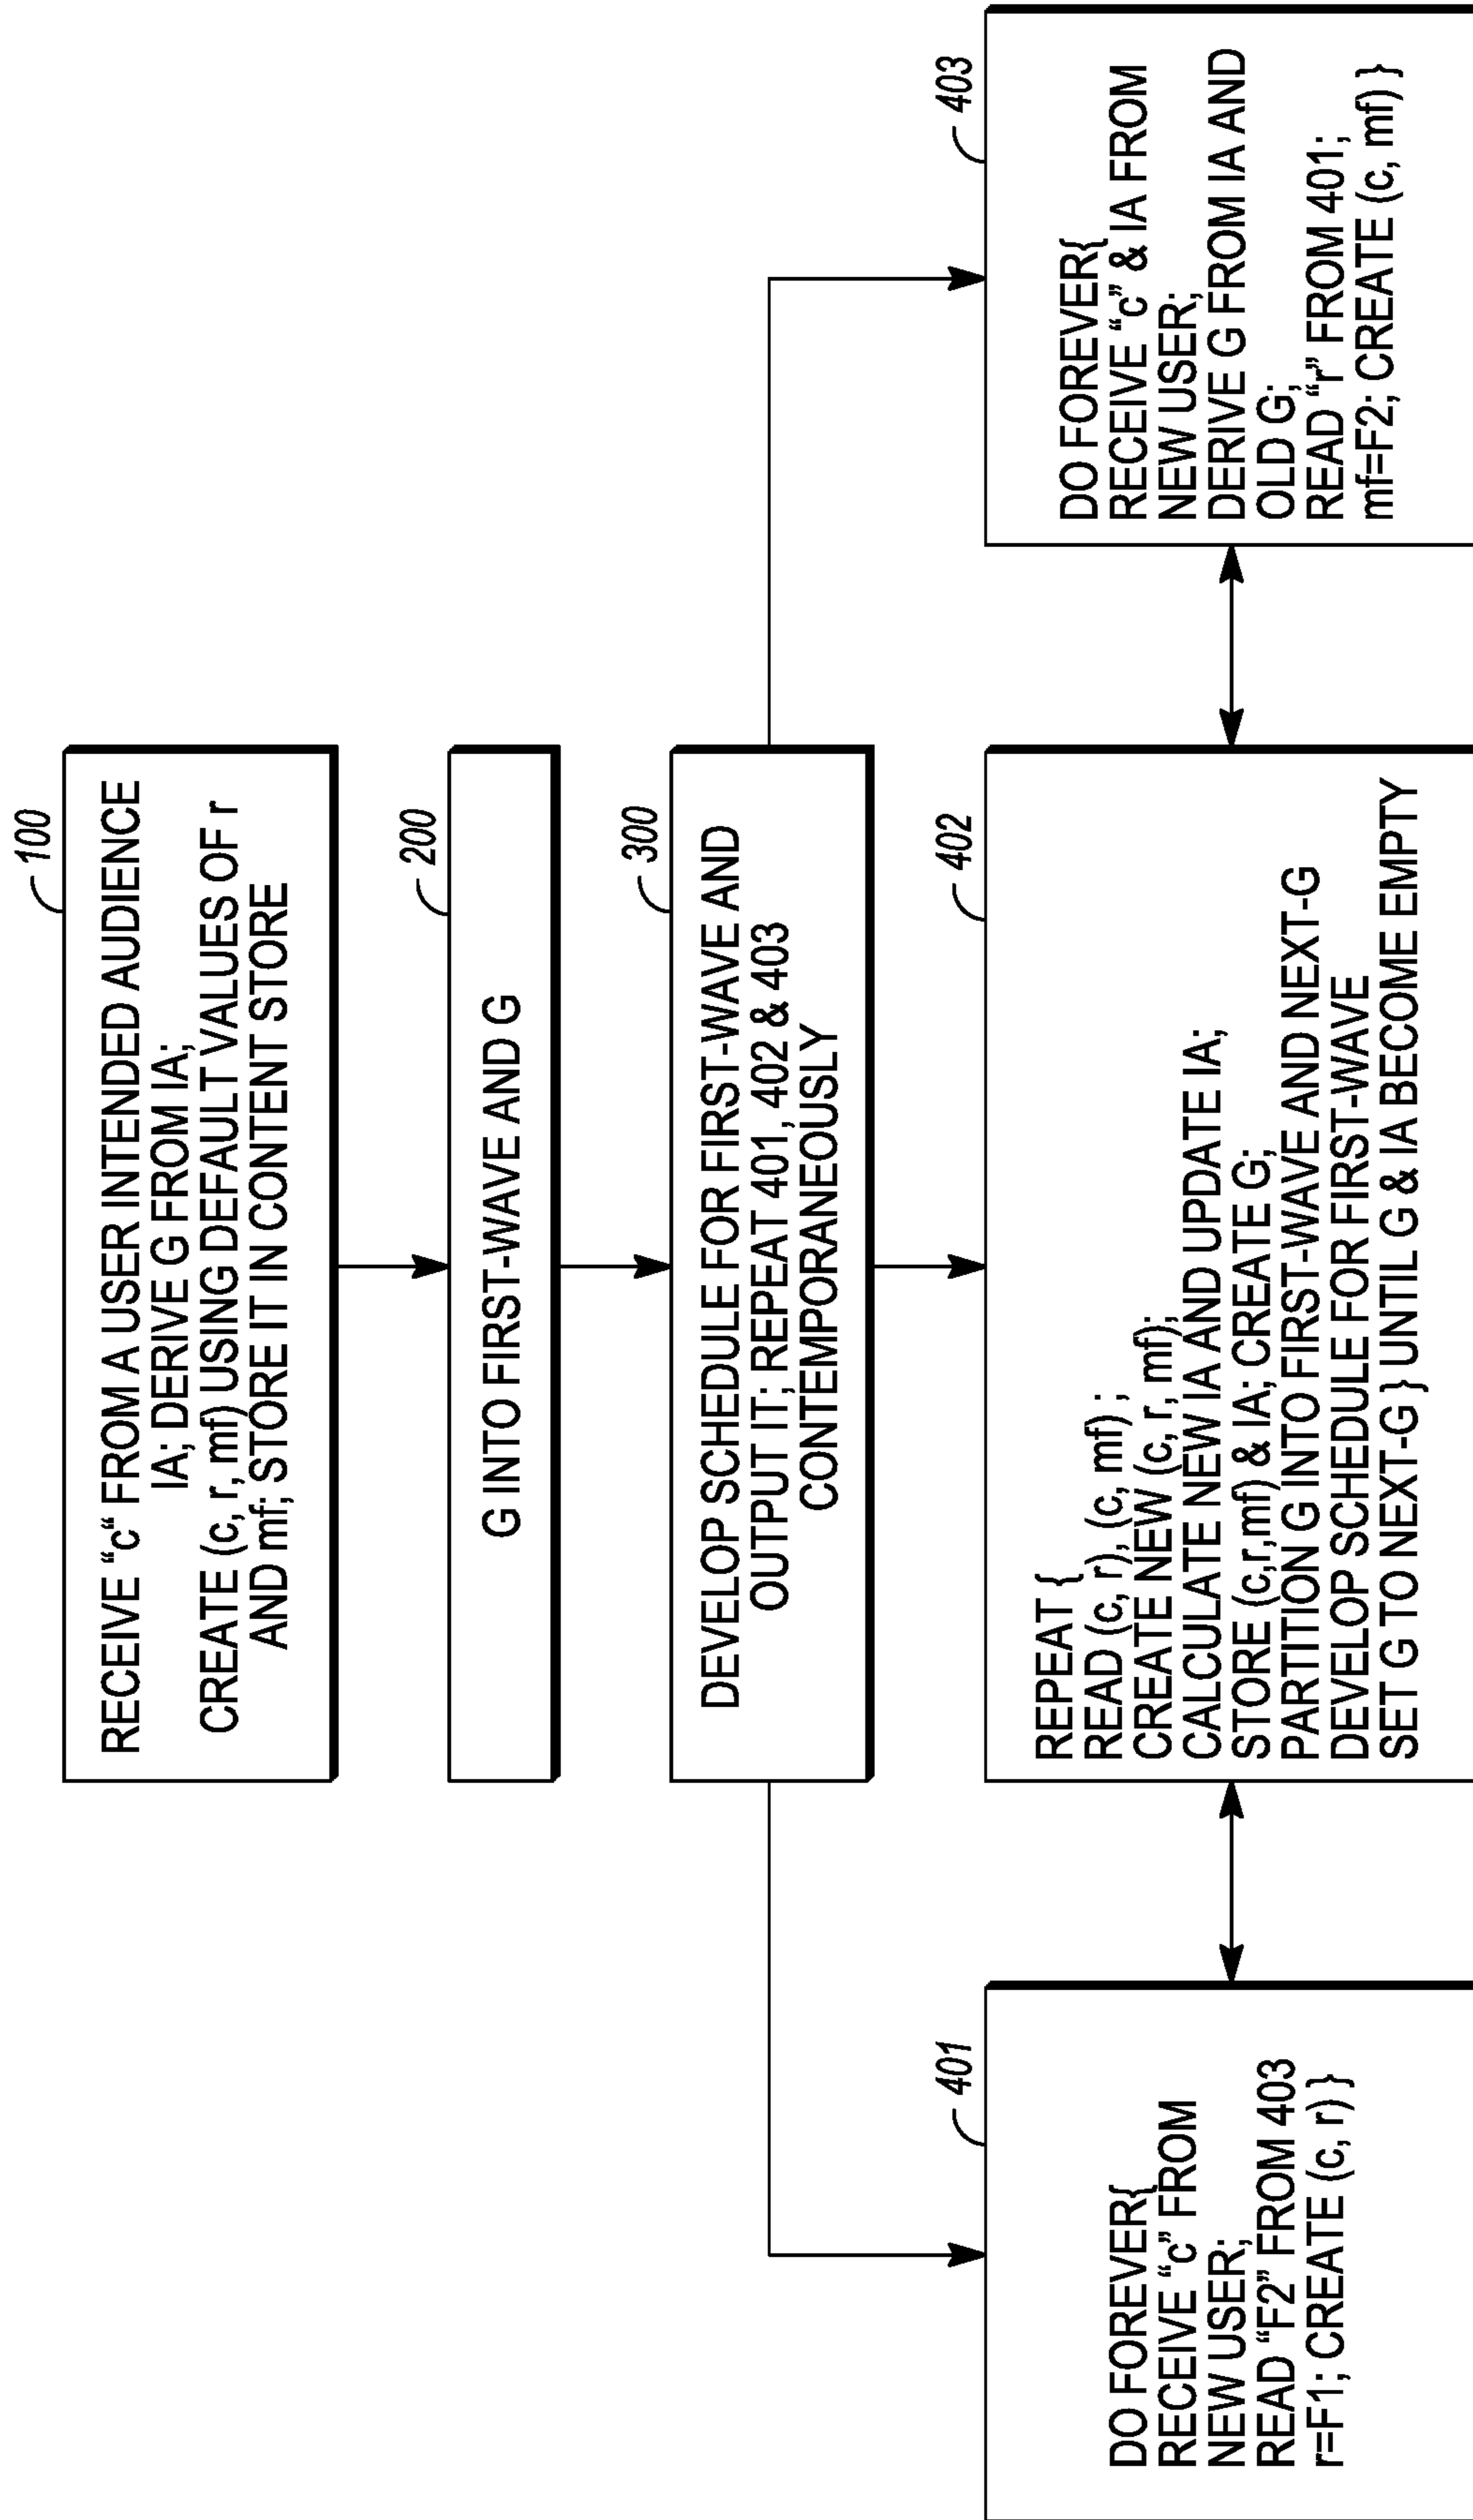 100
RECEIVE “c“ FROM A USER INTENDED AUDIENCE
IA; DERIVE G FROM IA;
CREATE (c, r, mf) USING DEFAULT VALUES OF r
AND mf; STORE IT IN CONTENT STORE
200
G INTO FIRST-WAVE AND G
300
DEVELOP SCHEDULE FOR FIRST-WAVE AND
OUTPUT IT; REPEAT 401, 402 & 403
CONTEMPORANEOUSLY
401
DO FOREVER{
RECEIVE “c” FROM
NEW USER;
READ “F2” FROM 403
r=F1; CREATE (c, r) }
402
REPEAT {
READ (c, r), (c, mf) ;
CREATE NEW (c, r, mf);
CALCULATE NEW IA AND UPDATE IA;
STORE (c,r,mf) & IA; CREATE G;
PARTITION G INTO FIRST-WAVE AND NEXT-G
DEVELOP SCHEDULE FOR FIRST-WAVE
SET G TO NEXT-G } UNTIL G & IA BECOME EMPTY
403
DO FOREVER{
RECEIVE “c” & IA FROM
NEW USER;
DERIVE G FROM IA AND
OLD G;
READ “r” FROM 401;
mf=F2; CREATE (c, mf) }